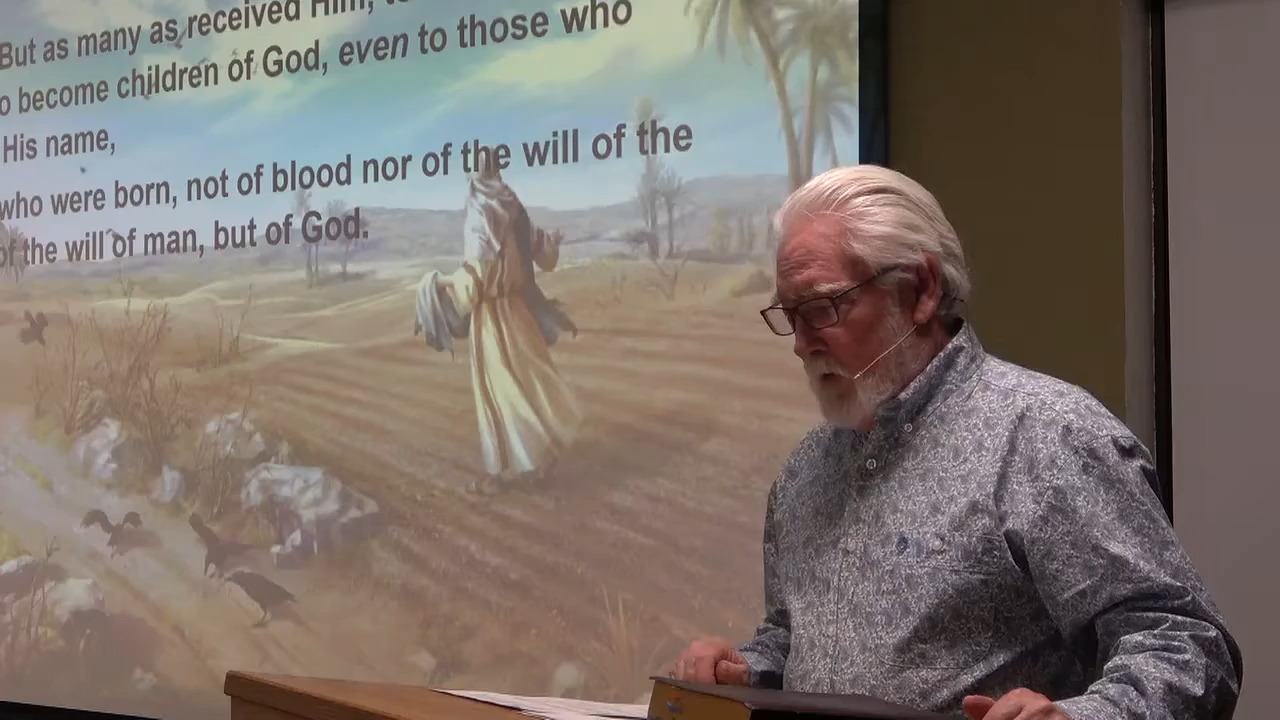 But as many as received Him,
to become children of God, even to those who
His name,
who were born, not of blood nor of the will of the
of the will of man, but of God.